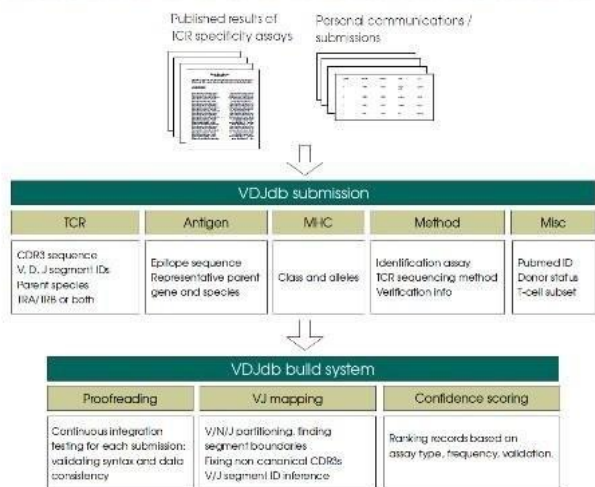 Published results of
TCR specificity assays
Personal communications /
submissions
VDJdb submission
TCR
Antigen
MHC
Method
Misc
CDR3 sequence
V, D, J segment IDs
Parent species
TRA/TRB or both
Epitope sequence
Representative parent
gene and species
Class and alleles
Identification assay
TCR sequencing method
Verification info
Pubmed ID
Donor status
T-cell subset
VDJdb build system
Proofreading
VJ mapping
Confidence scoring
Continuous integration
testing for each submission:
validating syntax and data
consistency
V/N/J partitioning, finding
segment boundaries
Fixing non canonical CDR3s
V/J segment ID inference
Ranking records based on
assay type, frequency, validation.